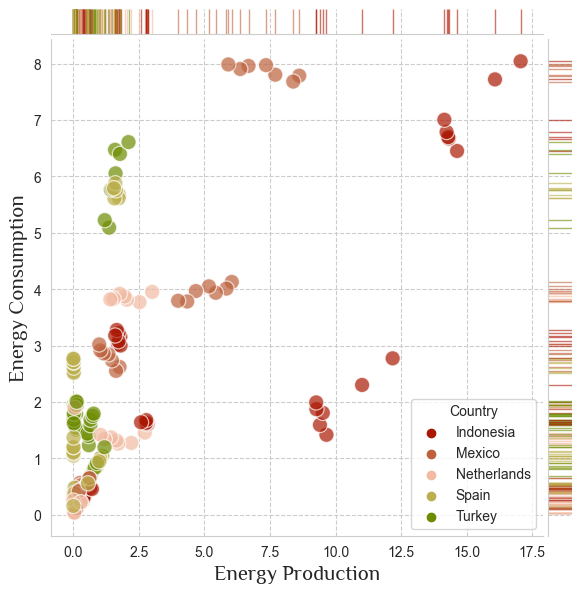 8
7
6
5
4
3
2
1
0
Energy Consumption
Country
Indonesia
Mexico
Netherlands
Spain
Turkey
0.0 2.5 5.0 7.5 10.0 12.5 15.0 17.5
Energy Production